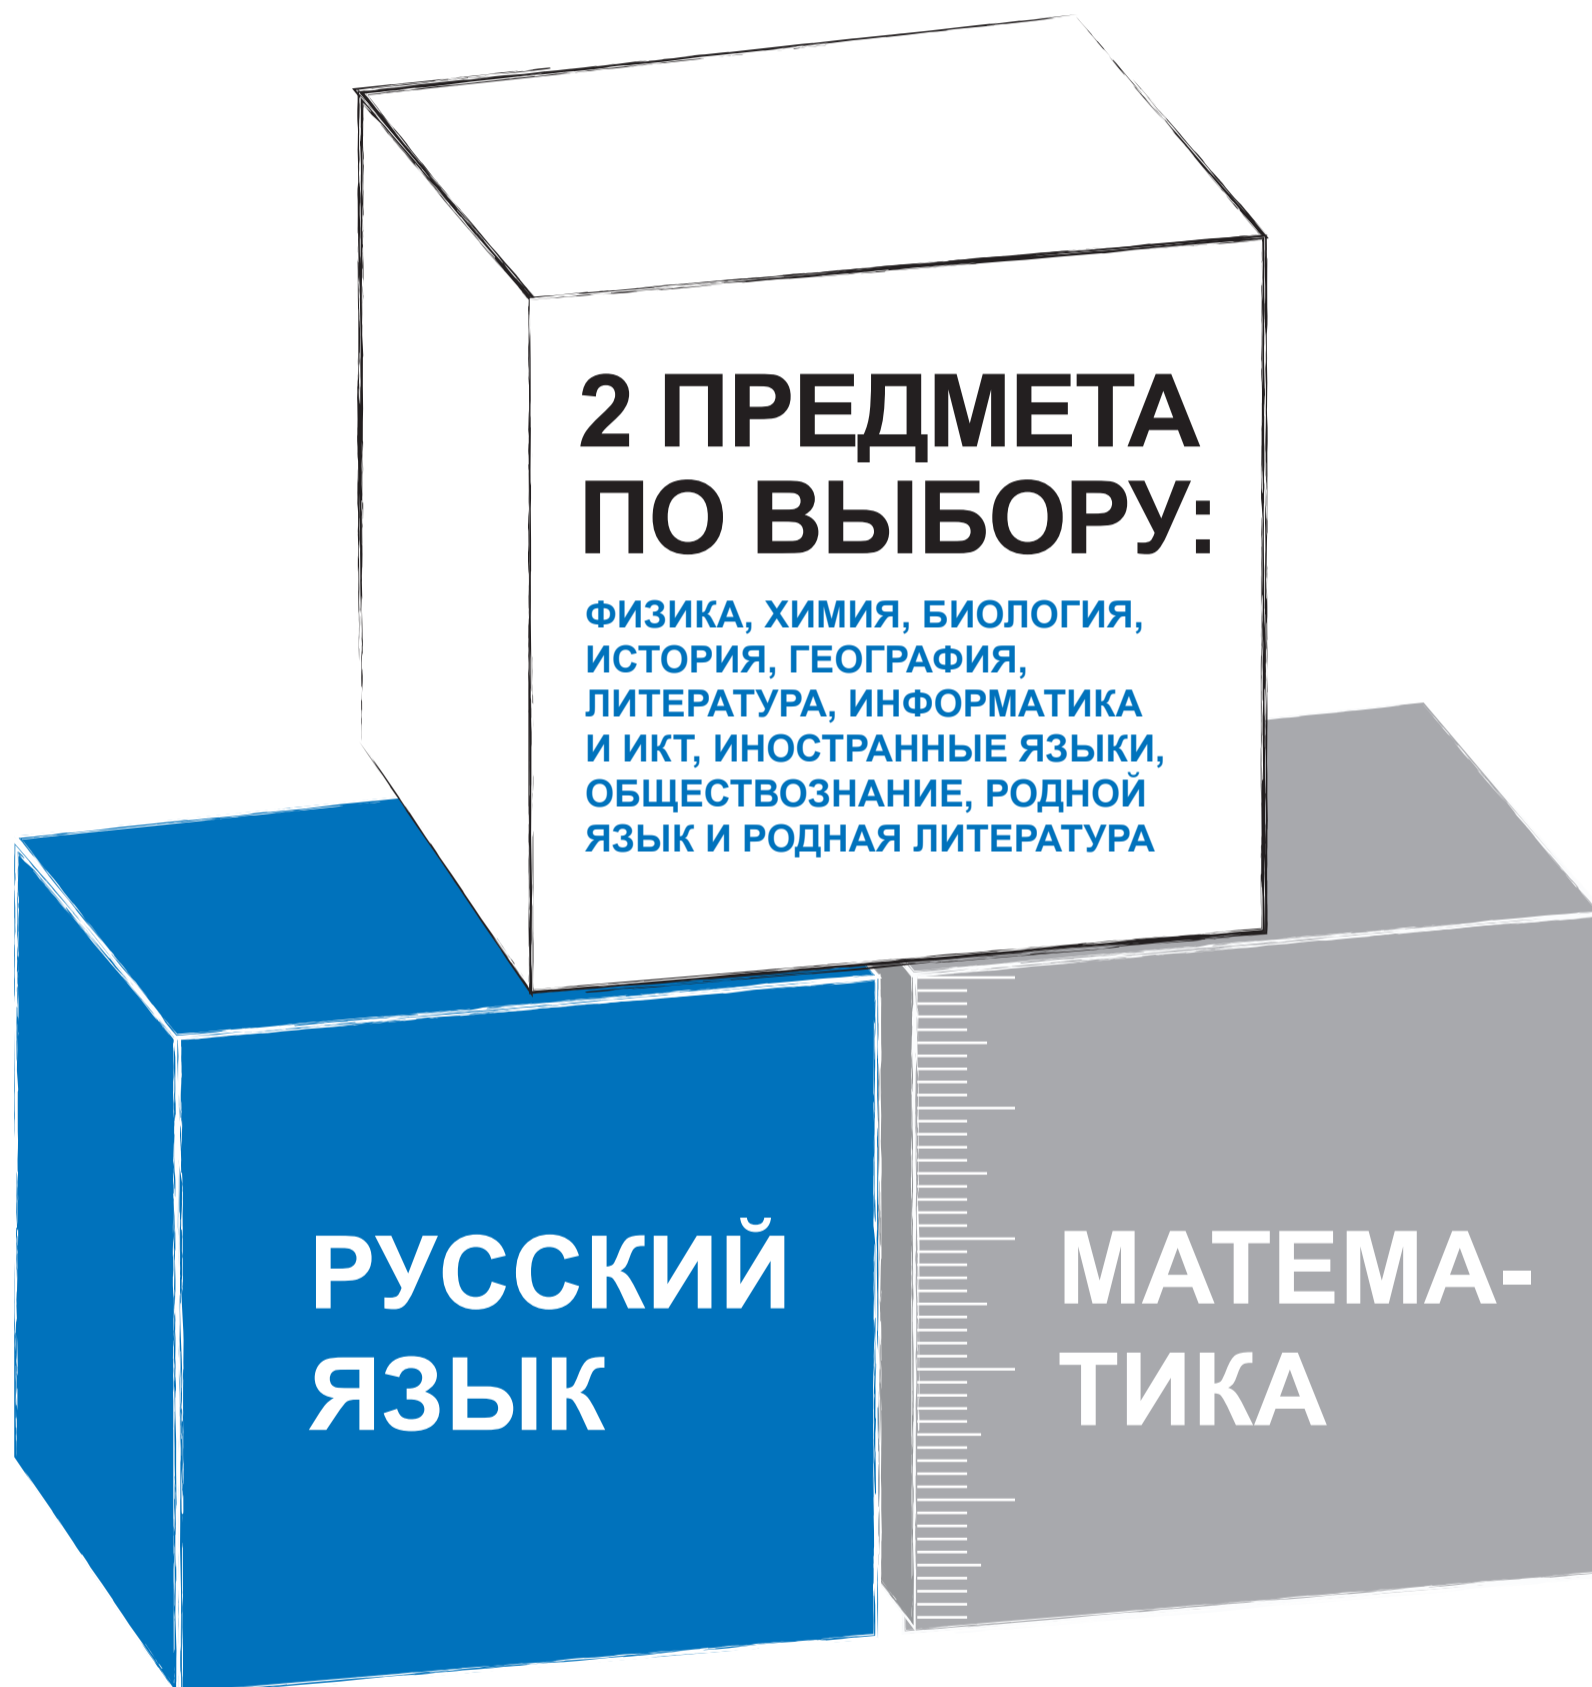 2 ПРЕДМЕТА
ПО ВЫБОРУ:
ФИЗИКА, ХИМИЯ, БИОЛОГИЯ,
ИСТОРИЯ, ГЕОГРАФИЯ,
ЛИТЕРАТУРА, ИНФОРМАТИКА
И ИКТ, ИНОСТРАННЫЕ ЯЗЫКИ,
ОБЩЕСТВОЗНАНИЕ, РОДНОЙ
ЯЗЫК И РОДНАЯ ЛИТЕРАТУРА
РУССКИЙ
ЯЗЫК
МАТЕМА-
ТИКА